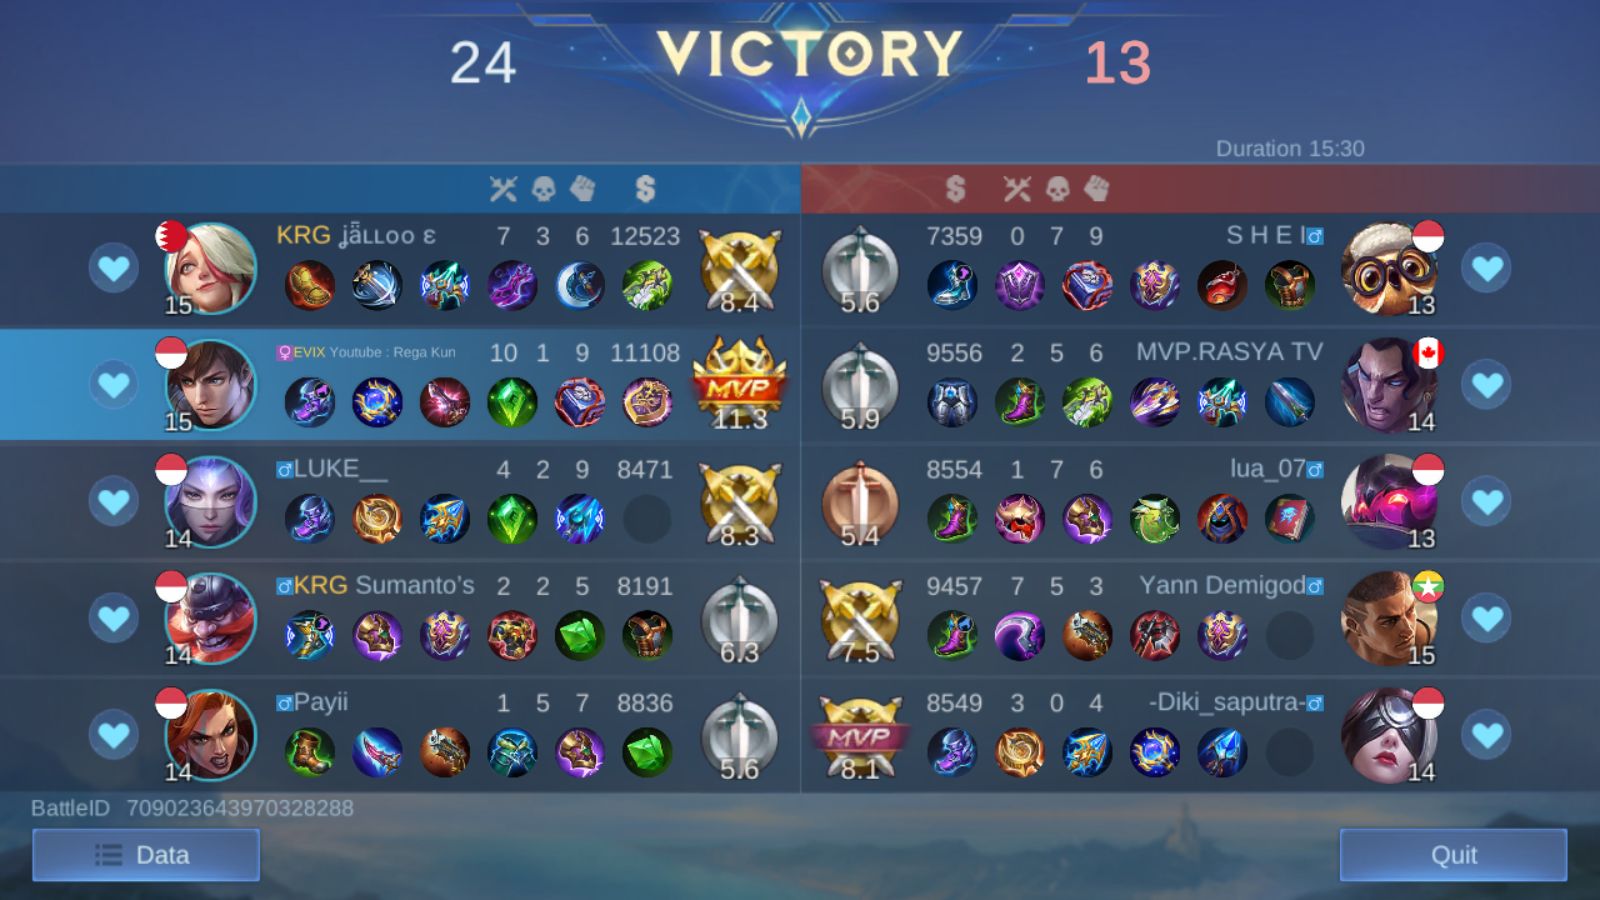 24 VICTORY 13
Duration 15:30
KRG ʝǟʟʟօօ ɛ 7 3 6 12523
15 8.4
7359 0 7 9 S H E I
5.6 13
EVIX Youtube : Rega Kun 10 1 9 11108
15 MVP 11.3
9556 2 5 6 MVP.RASYA TV
5.9 14
LUKE__ 4 2 9 8471
14 8.3
8554 1 7 6 lua_07
5.4 13
KRG Sumanto's 2 2 5 8191
14 6.3
9457 7 5 3 Yann Demigod
7.5 15
Payii 1 5 7 8836
14 5.6
8549 3 0 4 -Diki_saputra-
MVP 8.1 14
BattleID 709023643970328288
Data
Quit